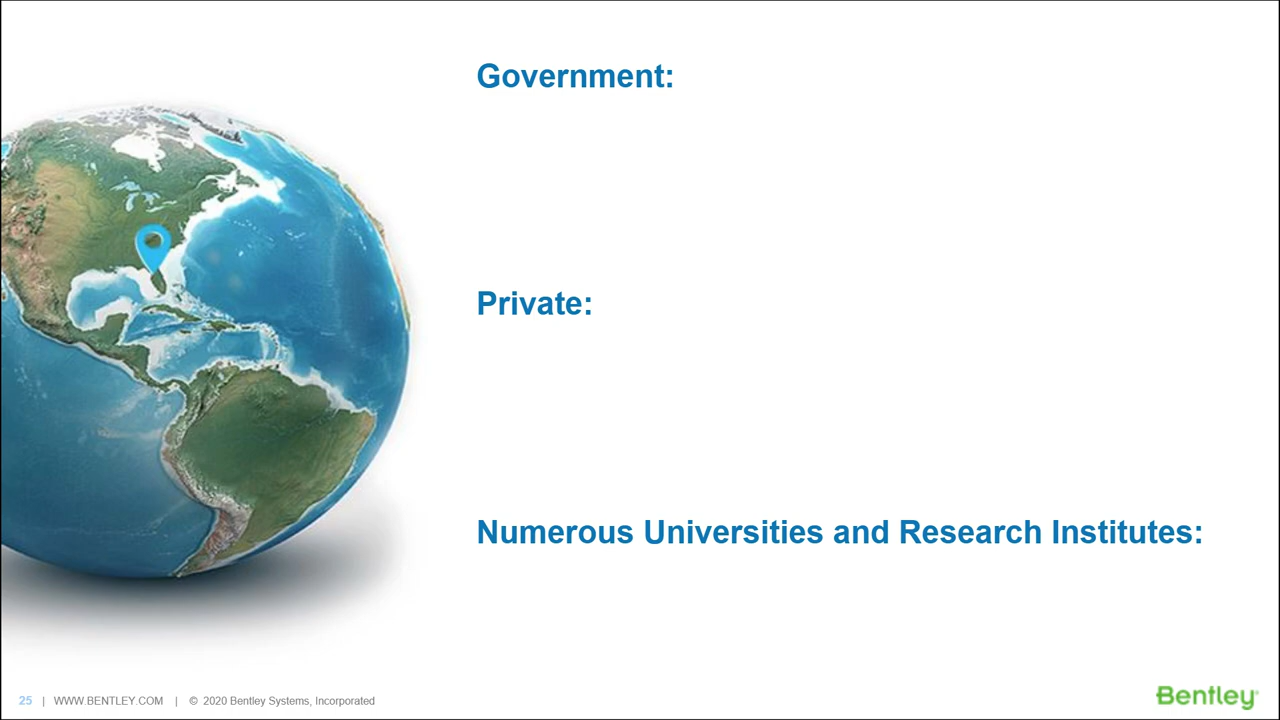 Government:
Private:
Numerous Universities and Research Institutes:
25 | WWW.BENTLEY.COM | © 2020 Bentley Systems, Incorporated
Bentley®